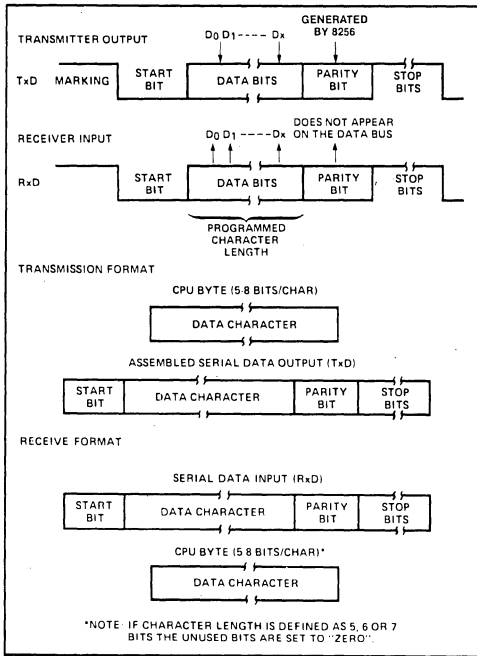 GENERATED
BY 8256
TRANSMITTER OUTPUT
D0 D1 ---- Dx
TxD
MARKING
START
BIT
DATA BITS
PARITY
BIT
STOP
BITS
DOES NOT APPEAR
ON THE DATA BUS
RECEIVER INPUT
D0 D1 ---- Dx
RxD
START
BIT
DATA BITS
PARITY
BIT
STOP
BITS
PROGRAMMED
CHARACTER
LENGTH
TRANSMISSION FORMAT
CPU BYTE (5-8 BITS/CHAR)
DATA CHARACTER
ASSEMBLED SERIAL DATA OUTPUT (TxD)
START
BIT
DATA CHARACTER
PARITY
BIT
STOP
BITS
RECEIVE FORMAT
SERIAL DATA INPUT (RxD)
START
BIT
DATA CHARACTER
PARITY
BIT
STOP
BITS
CPU BYTE (5 8 BITS/CHAR)*
DATA CHARACTER
*NOTE: IF CHARACTER LENGTH IS DEFINED AS 5, 6 OR 7
BITS THE UNUSED BITS ARE SET TO "ZERO".